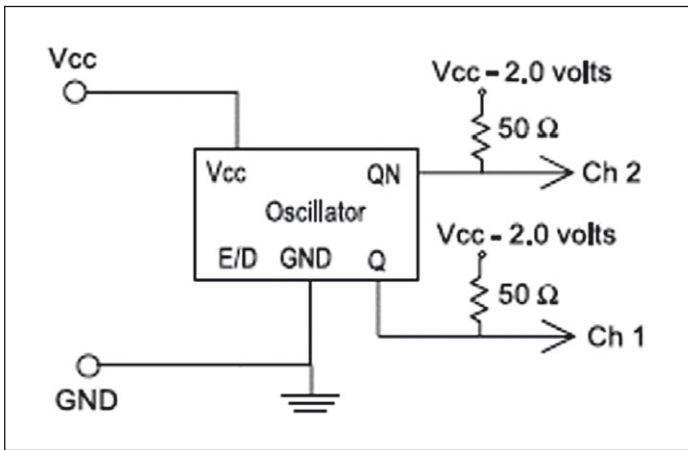 Vcc
Vcc - 2.0 volts
50 Ω
Vcc QN
Ch 2
Oscillator
Vcc - 2.0 volts
E/D GND Q
50 Ω
Ch 1
GND